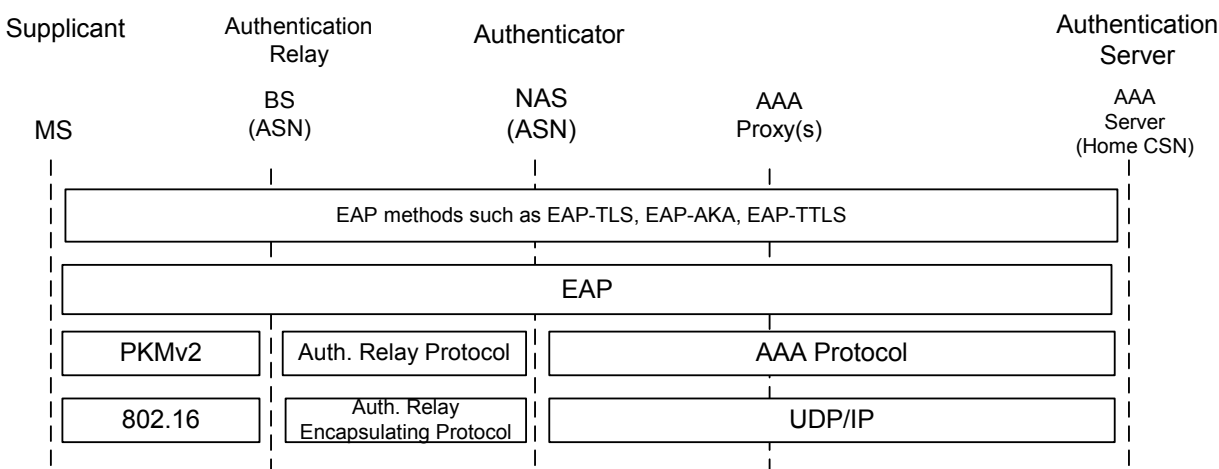 Supplicant
Authentication
Relay
Authenticator
Authentication
Server
MS
BS
(ASN)
NAS
(ASN)
AAA
Proxy(s)
AAA
Server
(Home CSN)
EAP methods such as EAP-TLS, EAP-AKA, EAP-TTLS
EAP
PKMv2
Auth. Relay Protocol
AAA Protocol
802.16
Auth. Relay
Encapsulating Protocol
UDP/IP